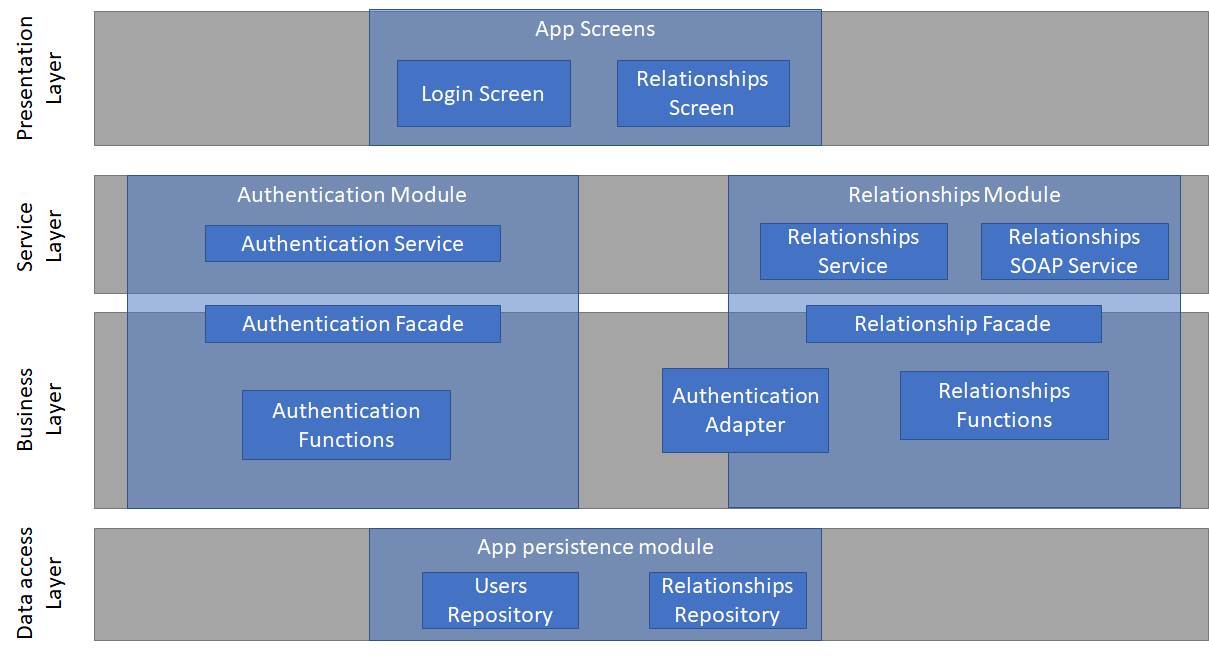 Presentation
Layer
App Screens
Login Screen
Relationships
Screen
Service
Layer
Authentication Module
Authentication Service
Relationships Module
Relationships
Service
Relationships
SOAP Service
Business
Layer
Authentication Facade
Authentication
Functions
Relationship Facade
Authentication
Adapter
Relationships
Functions
Data access
Layer
App persistence module
Users
Repository
Relationships
Repository